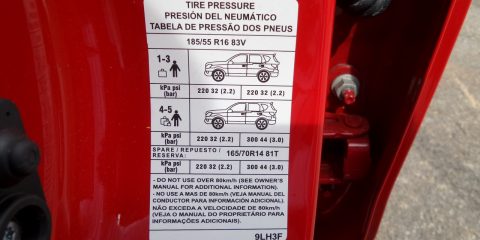 TIRE PRESSURE
PRESIÓN DEL NEUMÁTICO
TABELA DE PRESSÃO DOS PNEUS
185/55 R16 83V
1-3
kPa psi (bar) 220 32 (2.2) 220 32 (2.2)
4-5
kPa psi (bar) 220 32 (2.2) 300 44 (3.0)
SPARE / REPUESTO / RESERVA: 165/70R14 81T
kPa psi (bar) 220 32 (2.2) 300 44 (3.0)
- DO NOT USE OVER 80km/h (SEE OWNER'S
MANUAL FOR ADDITIONAL INFORMATION).
- NO USE A MAS DE 80km/h (VEJA MANUAL DEL
CONDUCTOR PARA INFORMACIÓN ADICIONAL).
NÃO EXCEDA A VELOCIDADE DE 80km/h
(VEJA O MANUAL DO PROPRIETÁRIO PARA
INFORMAÇÕES ADICIONAIS).
9LH3F